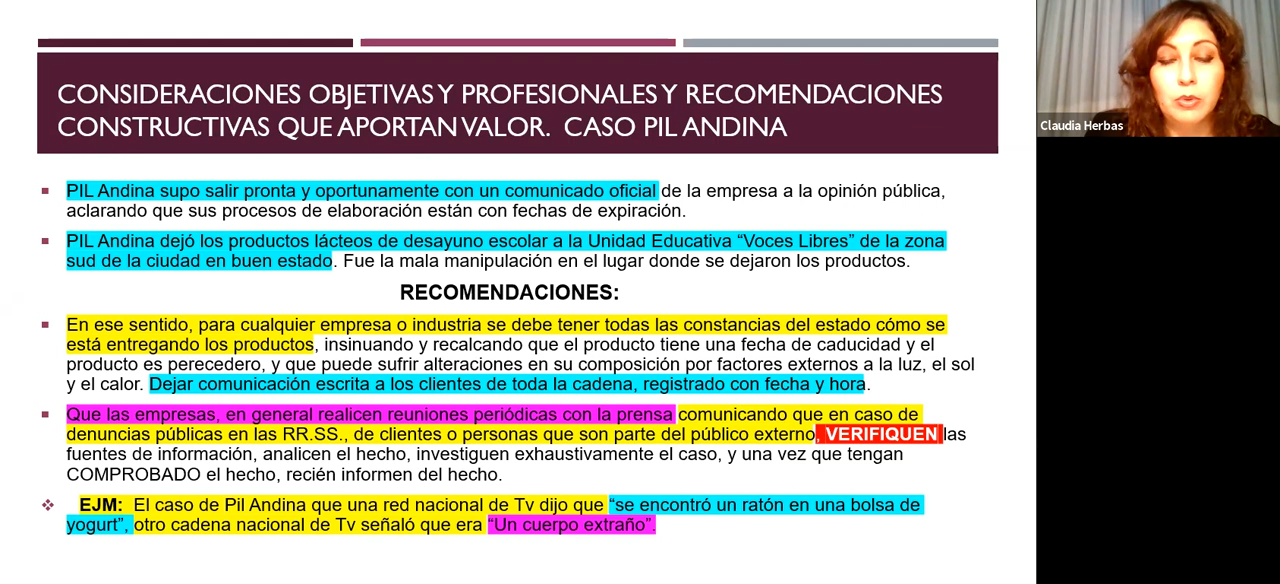 CONSIDERACIONES OBJETIVAS Y PROFESIONALES Y RECOMENDACIONES
CONSTRUCTIVAS QUE APORTAN VALOR. CASO PIL ANDINA
PIL Andina supo salir pronta y oportunamente con un comunicado oficial de la empresa a la opinión pública,
aclarando que sus procesos de elaboración están con fechas de expiración.
PIL Andina dejó los productos lácteos de desayuno escolar a la Unidad Educativa “Voces Libres” de la zona
sud de la ciudad en buen estado. Fue la mala manipulación en el lugar donde se dejaron los productos.
RECOMENDACIONES:
En ese sentido, para cualquier empresa o industria se debe tener todas las constancias del estado cómo se
está entregando los productos, insinuando y recalcando que el producto tiene una fecha de caducidad y el
producto es perecedero, y que puede sufrir alteraciones en su composición por factores externos a la luz, el sol
y el calor. Dejar comunicación escrita a los clientes de toda la cadena, registrado con fecha y hora.
Que las empresas, en general realicen reuniones periódicas con la prensa comunicando que en caso de
denuncias públicas en las RR.SS., de clientes o personas que son parte del público externo, VERIFIQUEN las
fuentes de información, analicen el hecho, investiguen exhaustivamente el caso, y una vez que tengan
COMPROBADO el hecho, recién informen del hecho.
EJM: El caso de Pil Andina que una red nacional de Tv dijo que “se encontró un ratón en una bolsa de
yogurt”, otro cadena nacional de Tv señaló que era “Un cuerpo extraño”.
Claudia Herbas